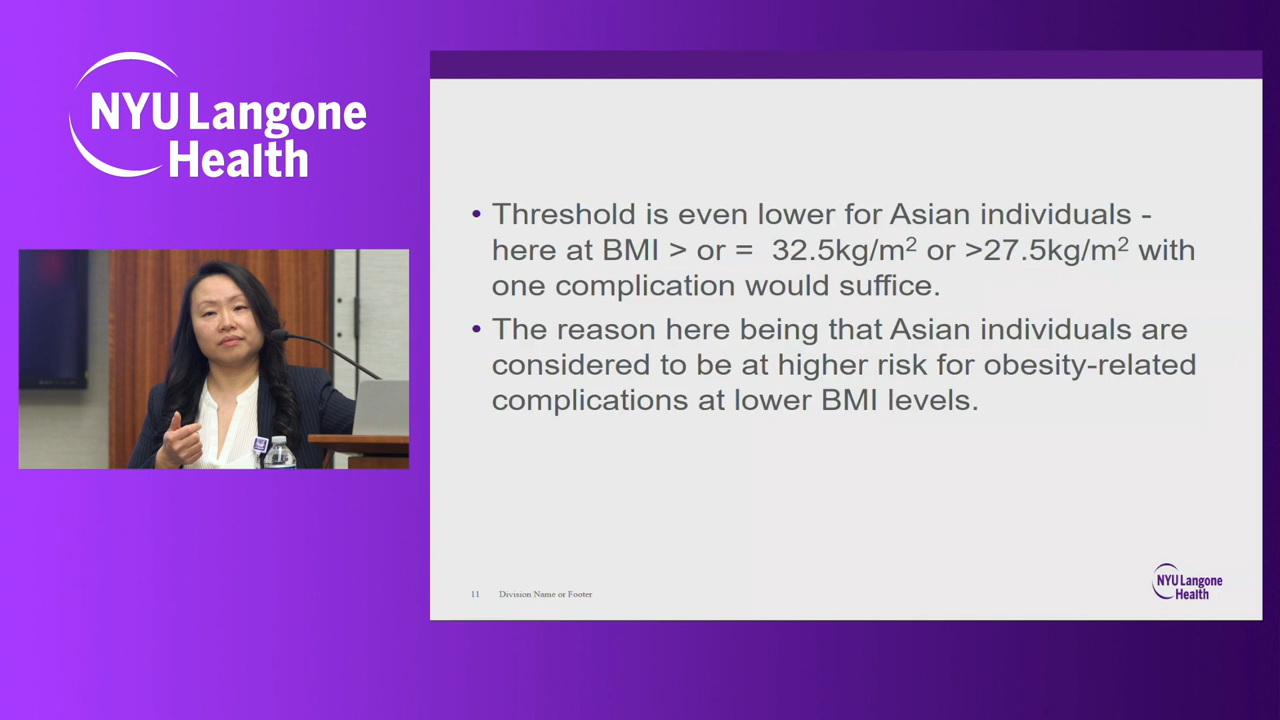 NYU Langone
Health
• Threshold is even lower for Asian individuals -
here at BMI > or =  32.5kg/m² or >27.5kg/m² with
one complication would suffice.
• The reason here being that Asian individuals are
considered to be at higher risk for obesity-related
complications at lower BMI levels.
11 Division Name or Footer
NYU Langone
Health